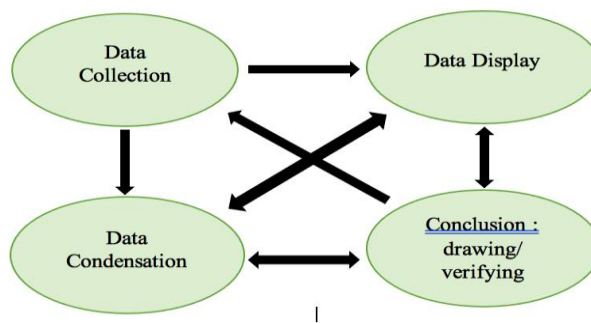 Data
Collection
Data Display
Data
Condensation
Conclusion :
drawing/
verifying